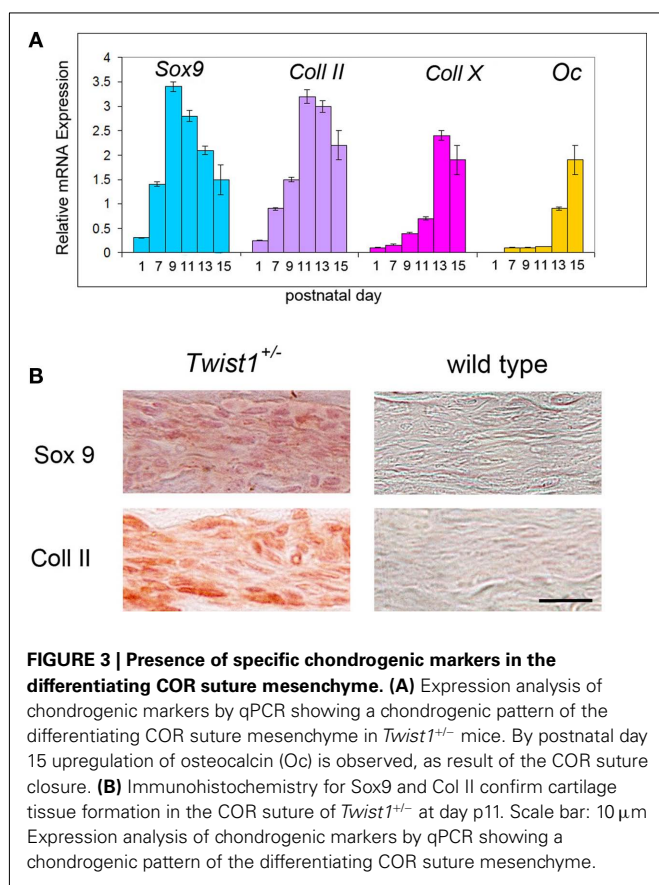 A
Sox9 Coll II Coll X Oc
Relative mRNA Expression
4
3.5
3
2.5
2
1.5
1
0.5
0
1 7 9 11 13 15 1 7 9 11 13 15 1 7 9 11 13 15 1 7 9 11 13 15
postnatal day
B
Twist1+/- wild type
Sox 9
Coll II
FIGURE 3 | Presence of specific chondrogenic markers in the
differentiating COR suture mesenchyme. (A) Expression analysis of
chondrogenic markers by qPCR showing a chondrogenic pattern of the
differentiating COR suture mesenchyme in Twist1+/− mice. By postnatal day
15 upregulation of osteocalcin (Oc) is observed, as result of the COR suture
closure. (B) Immunohistochemistry for Sox9 and Col II confirm cartilage
tissue formation in the COR suture of Twist1+/− at day p11. Scale bar: 10 μm
Expression analysis of chondrogenic markers by qPCR showing a
chondrogenic pattern of the differentiating COR suture mesenchyme.